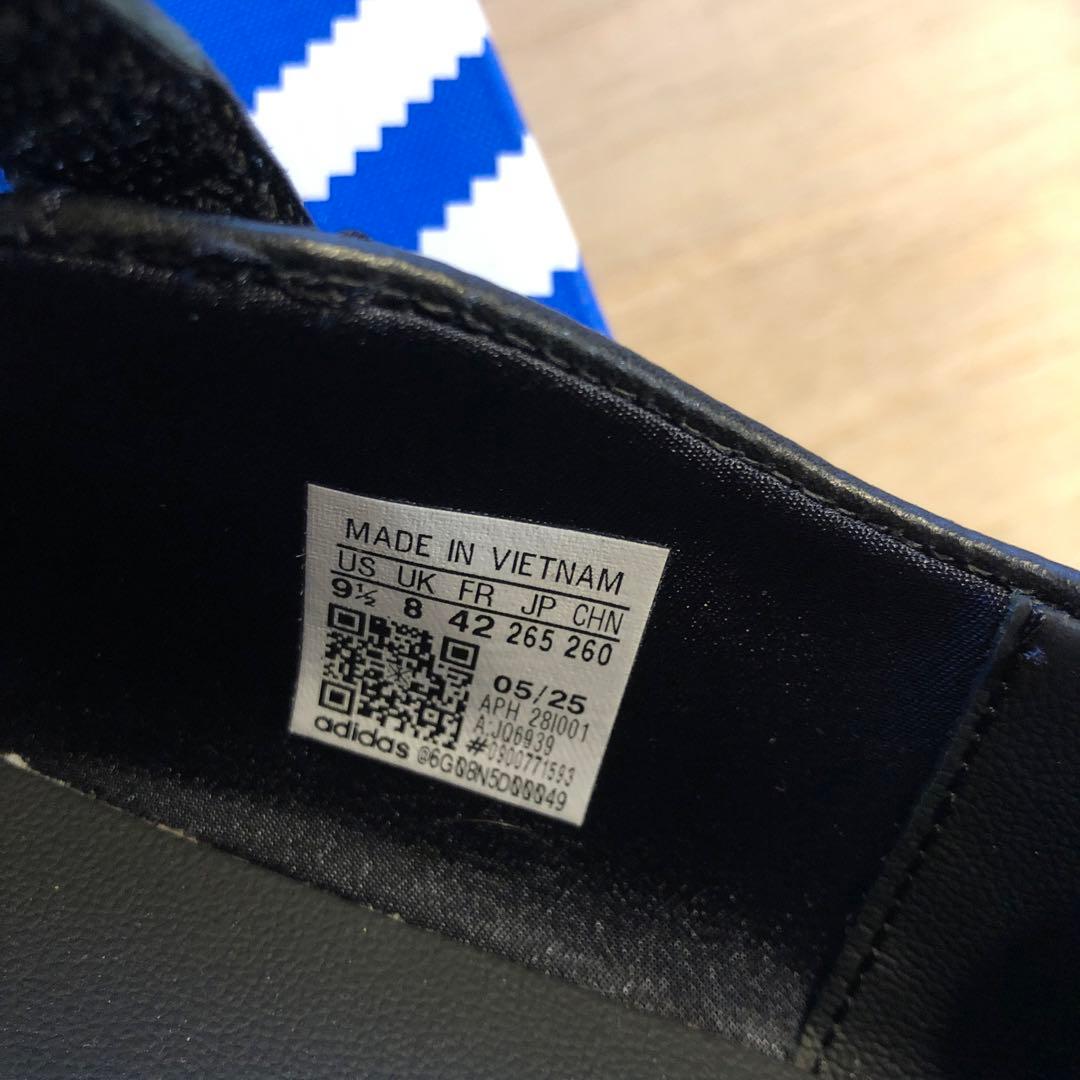 MADE IN VIETNAM
US UK FR JP CHN
9½ 8 42 265 260
05/25
APH 28I001
A:JQ6939
#0900771593
adidas @6G08N5D00049